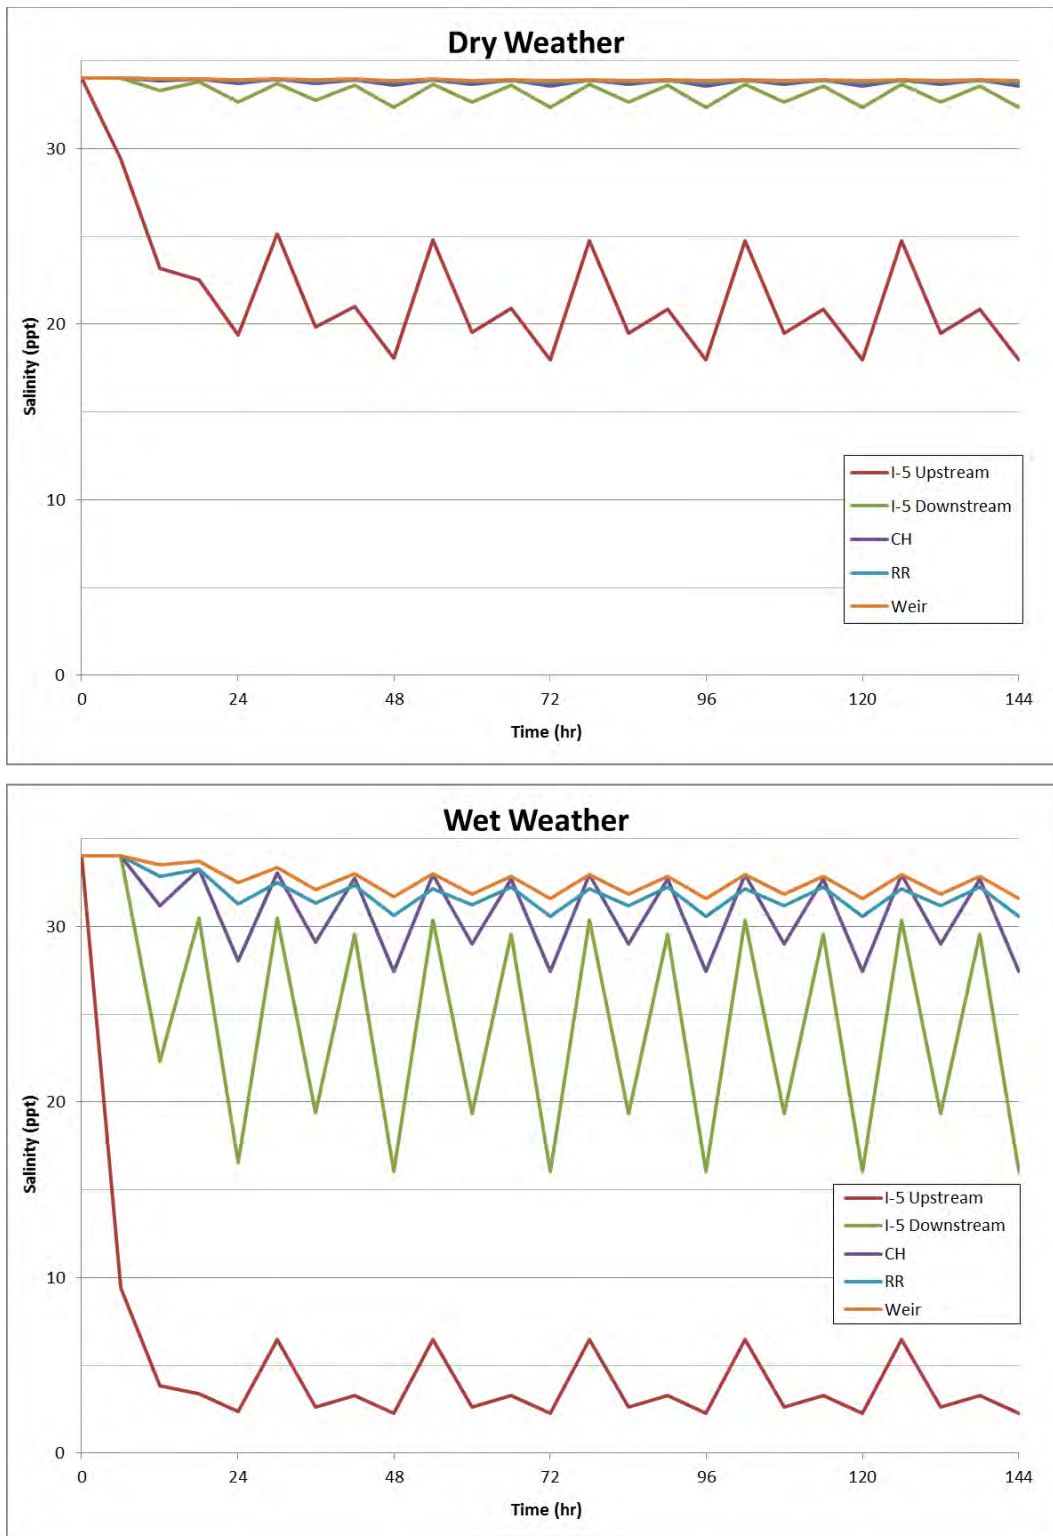 Dry Weather
30
20
10
0
Salinity (ppt)
I-5 Upstream
I-5 Downstream
CH
RR
Weir
0 24 48 72 96 120 144
Time (hr)
Wet Weather
30
20
10
0
Salinity (ppt)
I-5 Upstream
I-5 Downstream
CH
RR
Weir
0 24 48 72 96 120 144
Time (hr)